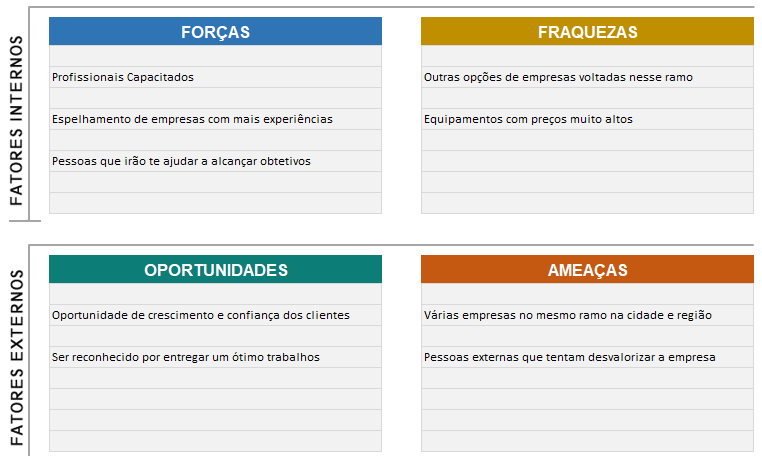 FATORES INTERNOS
FORÇAS
Profissionais Capacitados
Espelhamento de empresas com mais experiências
Pessoas que irão te ajudar a alcançar obtetivos
FRAQUEZAS
Outras opções de empresas voltadas nesse ramo
Equipamentos com preços muito altos
FATORES EXTERNOS
OPORTUNIDADES
Oportunidade de crescimento e confiança dos clientes
Ser reconhecido por entregar um ótimo trabalhos
AMEAÇAS
Várias empresas no mesmo ramo na cidade e região
Pessoas externas que tentam desvalorizar a empresa